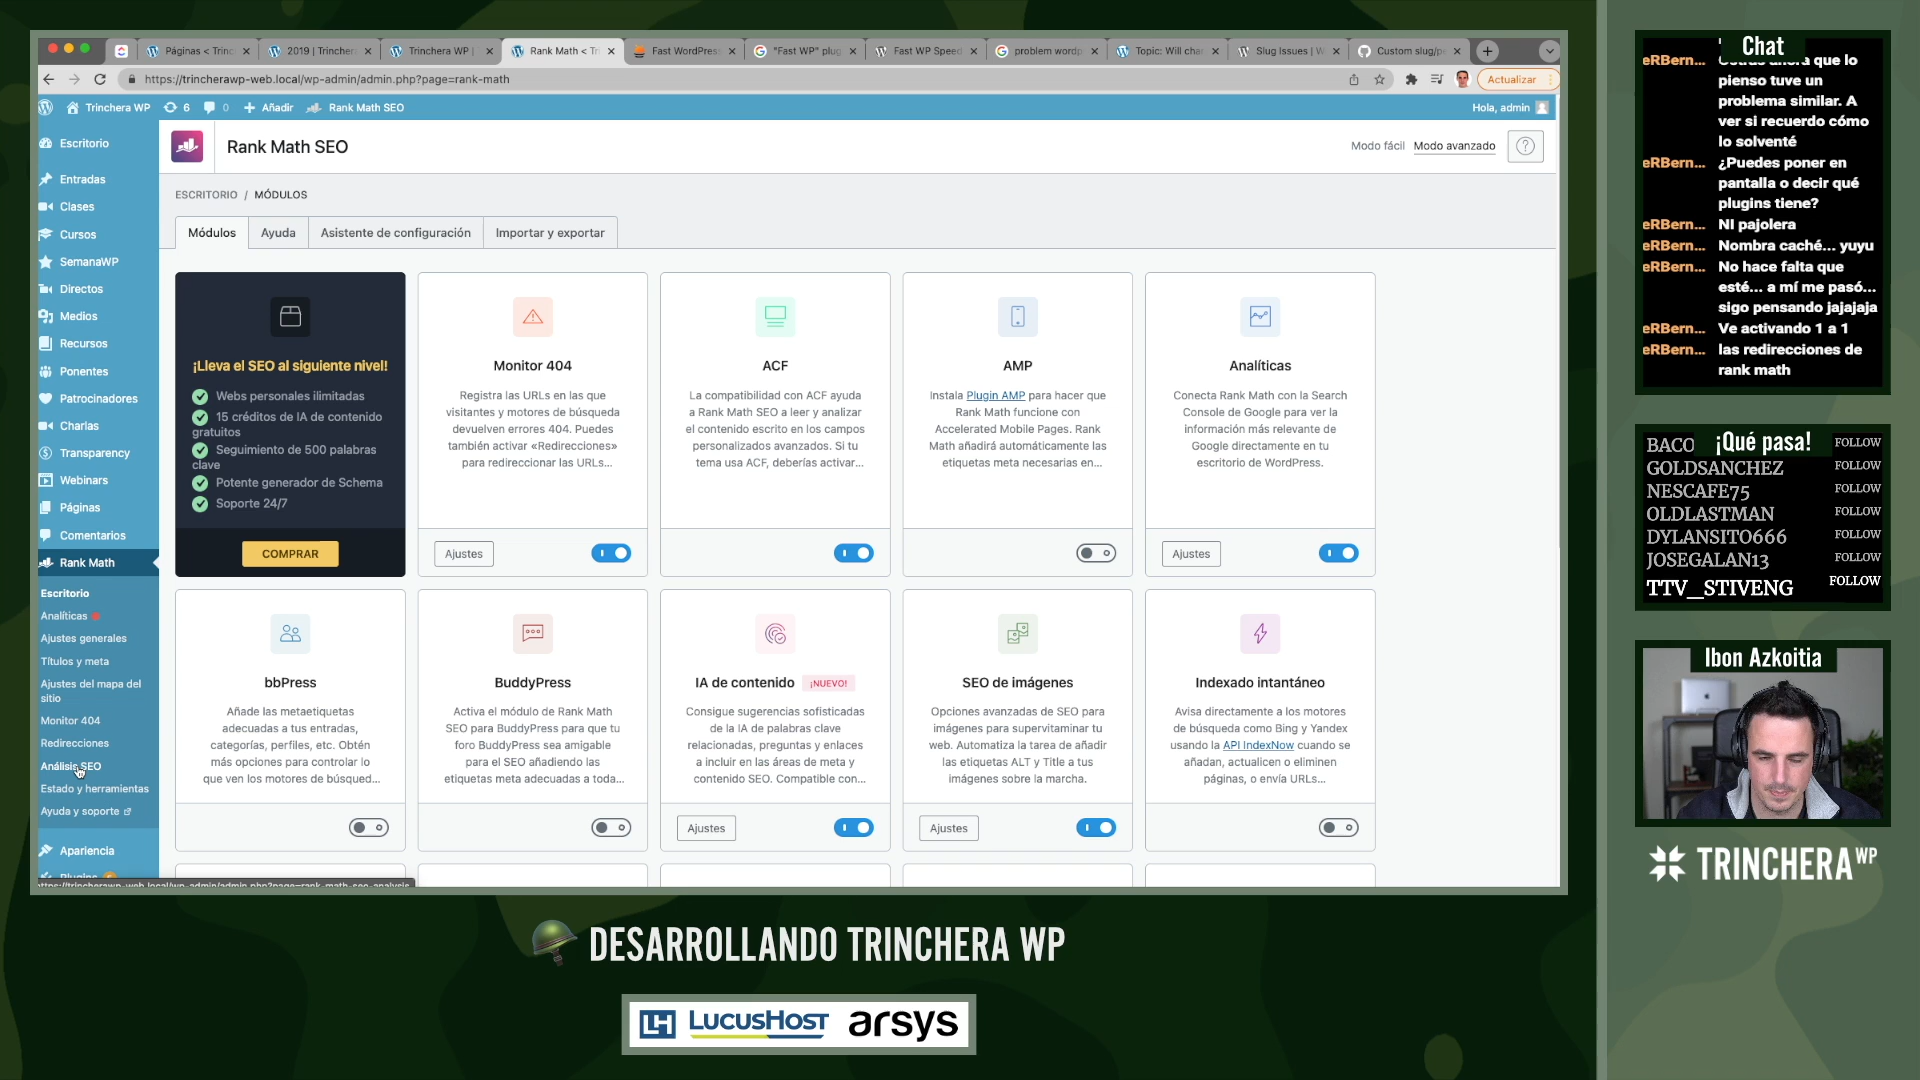 Páginas < Trinc
2019 | Trincher
Trinchera WP |
Rank Math < Tr
Fast WordPress
"Fast WP" plug
Fast WP Speed
problem wordp
Topic: Will char
Slug Issues | W
Custom slug/pe
https://trincherawp-web.local/wp-admin/admin.php?page=rank-math
Actualizar
Trinchera WP
6
0
Añadir
Rank Math SEO
Hola, admin
Escritorio
Entradas
Clases
Cursos
SemanaWP
Directos
Medios
Recursos
Ponentes
Patrocinadores
Charlas
Transparency
Webinars
Páginas
Comentarios
Rank Math
Escritorio
Analíticas
Ajustes generales
Títulos y meta
Ajustes del mapa del
sitio
Monitor 404
Redirecciones
Análisis SEO
Estado y herramientas
Ayuda y soporte
Apariencia
Plugins
https://trincherawp-web.local/wp-admin/admin.php?page=rank-math-seo-analysis
Rank Math SEO
Modo fácil
Modo avanzado
?
ESCRITORIO / MÓDULOS
Módulos
Ayuda
Asistente de configuración
Importar y exportar
¡Lleva el SEO al siguiente nivel!
Webs personales ilimitadas
15 créditos de IA de contenido
gratuitos
Seguimiento de 500 palabras
clave
Potente generador de Schema
Soporte 24/7
COMPRAR
Monitor 404
Registra las URLs en las que
visitantes y motores de búsqueda
devuelven errores 404. Puedes
también activar «Redirecciones»
para redireccionar las URLs...
Ajustes
ACF
La compatibilidad con ACF ayuda
a Rank Math SEO a leer y analizar
el contenido escrito en los campos
personalizados avanzados. Si tu
tema usa ACF, deberías activar...
AMP
Instala Plugin AMP para hacer que
Rank Math funcione con
Accelerated Mobile Pages. Rank
Math añadirá automáticamente las
etiquetas meta necesarias en...
Analíticas
Conecta Rank Math con la Search
Console de Google para ver la
información más relevante de
Google directamente en tu
escritorio de WordPress.
Ajustes
bbPress
Añade las metaetiquetas
adecuadas a tus entradas,
categorías, perfiles, etc. Obtén
más opciones para controlar lo
que ven los motores de búsqued...
BuddyPress
Activa el módulo de Rank Math
SEO para BuddyPress para que tu
foro BuddyPress sea amigable
para el SEO añadiendo las
etiquetas meta adecuadas a toda...
IA de contenido ¡NUEVO!
Consigue sugerencias sofisticadas
de la IA de palabras clave
relacionadas, preguntas y enlaces
a incluir en las áreas de meta y
contenido SEO. Compatible con...
Ajustes
SEO de imágenes
Opciones avanzadas de SEO para
imágenes para supervitaminar tu
web. Automatiza la tarea de añadir
las etiquetas ALT y Title a tus
imágenes sobre la marcha.
Ajustes
Indexado intantáneo
Avisa directamente a los motores
de búsqueda como Bing y Yandex
usando la API IndexNow cuando se
añadan, actualicen o eliminen
páginas, o envía URLs...
Chat
eRBern... Ostras ahora que lo
pienso tuve un
problema similar. A
ver si recuerdo cómo
lo solventé
eRBern... ¿Puedes poner en
pantalla o decir qué
plugins tiene?
eRBern... NI pajolera
eRBern... Nombra caché... yuyu
eRBern... No hace falta que
esté... a mí me pasó...
sigo pensando jajajaja
eRBern... Ve activando 1 a 1
eRBern... las redirecciones de
rank math
¡Qué pasa!
BACO FOLLOW
GOLDSANCHEZ FOLLOW
NESCAFE75 FOLLOW
OLDLASTMAN FOLLOW
DYLANSITO666 FOLLOW
JOSEGALAN13 FOLLOW
TTV_STIVENG FOLLOW
Ibon Azkoitia
TRINCHERA WP
DESARROLLANDO TRINCHERA WP
LH LUCUSHOST arsys